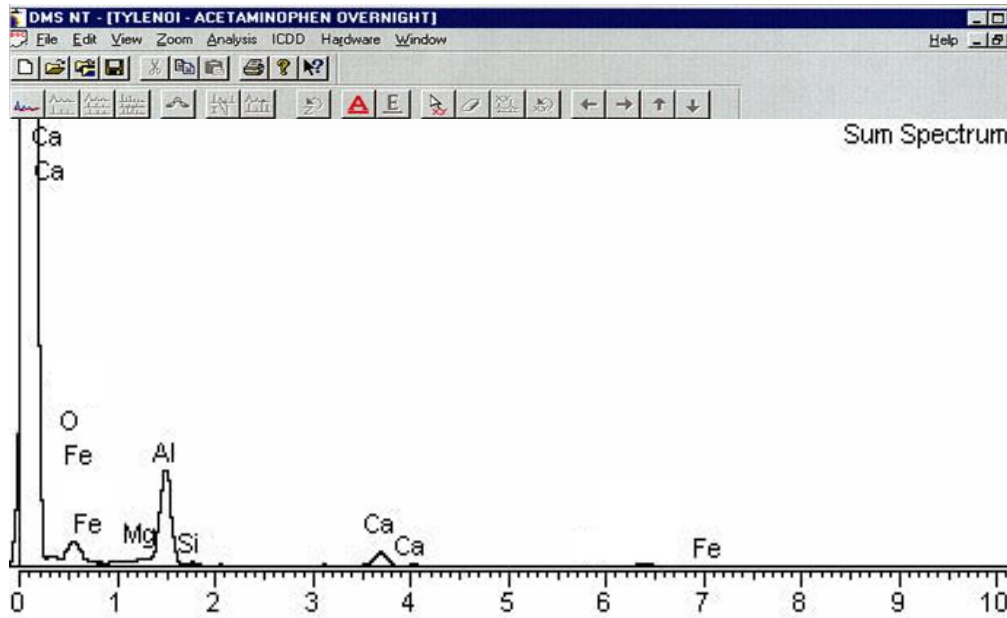 DMS NT - [TYLENOl - ACETAMINOPHEN OVERNIGHT]
File Edit View Zoom Analysis ICDD Hardware Window Help
A E
Ca
Sum Spectrum
Ca
O
Fe
Al
Fe
Mg
Si
Ca
Ca
Fe
0 1 2 3 4 5 6 7 8 9 10